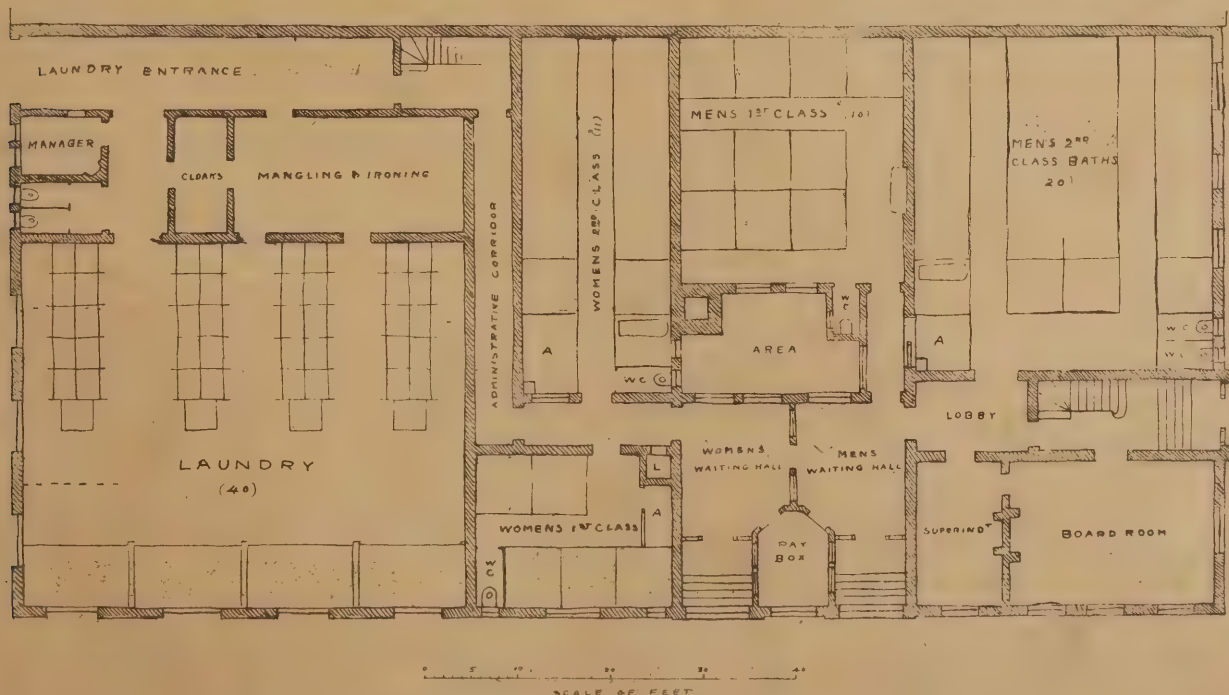 LAUNDRY ENTRANCE
MANAGER
CLOAKS
MANGLING & IRONING
ADMINISTRATIVE CORRIDOR
WOMENS 2ND CLASS (11)
MENS 1ST CLASS (10)
MENS 2ND
CLASS BATHS
20)
A
WC
WC
AREA
A
WC
WC
LOBBY
LAUNDRY
(40)
WOMENS
WAITING HALL
MENS
WAITING HALL
L
A
WOMENS 1ST CLASS
WC
PAY
BOX
SUPERINDT
BOARD ROOM
0 5 10 20 30 40
SCALE OF FEET